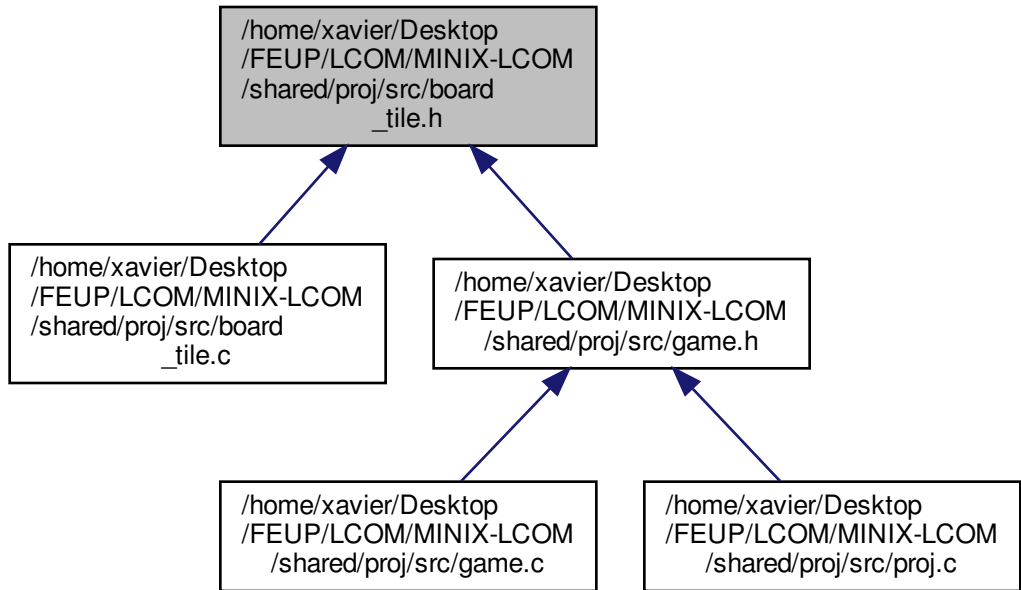 /home/xavier/Desktop
/FEUP/LCOM/MINIX-LCOM
/shared/proj/src/board
_tile.h
/home/xavier/Desktop
/FEUP/LCOM/MINIX-LCOM
/shared/proj/src/board
_tile.c
/home/xavier/Desktop
/FEUP/LCOM/MINIX-LCOM
/shared/proj/src/game.h
/home/xavier/Desktop
/FEUP/LCOM/MINIX-LCOM
/shared/proj/src/game.c
/home/xavier/Desktop
/FEUP/LCOM/MINIX-LCOM
/shared/proj/src/proj.c